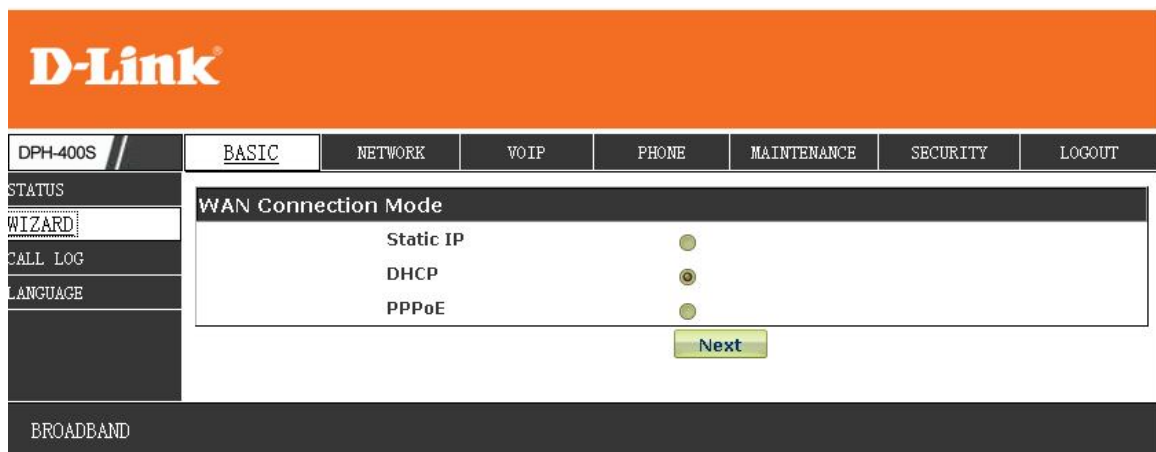 D-Link®
DPH-400S
BASIC NETWORK VOIP PHONE MAINTENANCE SECURITY LOGOUT
STATUS
WIZARD
CALL LOG
LANGUAGE
WAN Connection Mode
Static IP
DHCP
PPPoE
Next
BROADBAND